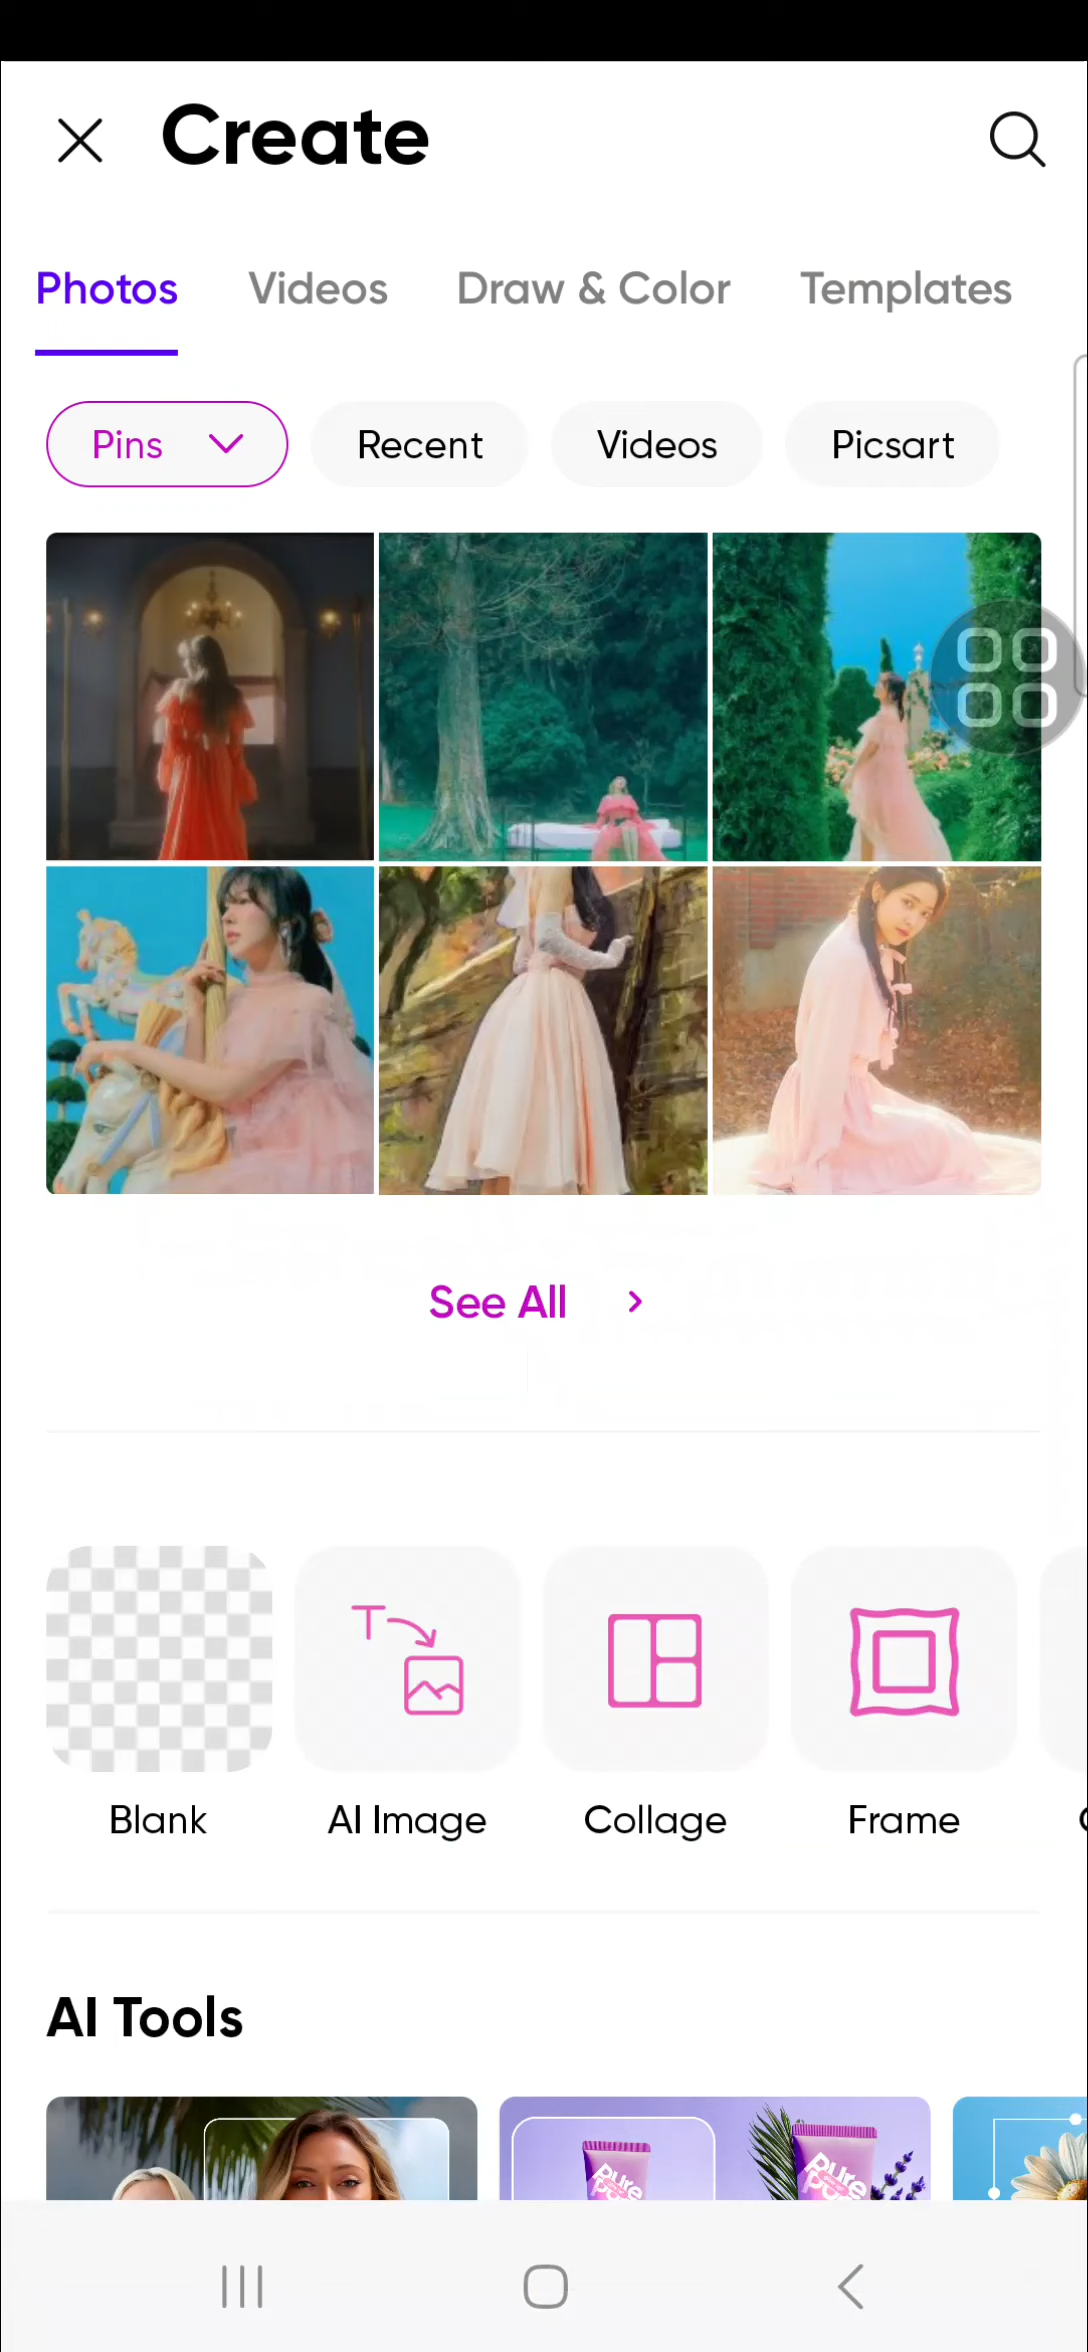 Create
Photos Videos Draw & Color Templates
Pins Recent Videos Picsart
See All
Blank AI Image Collage Frame
AI Tools